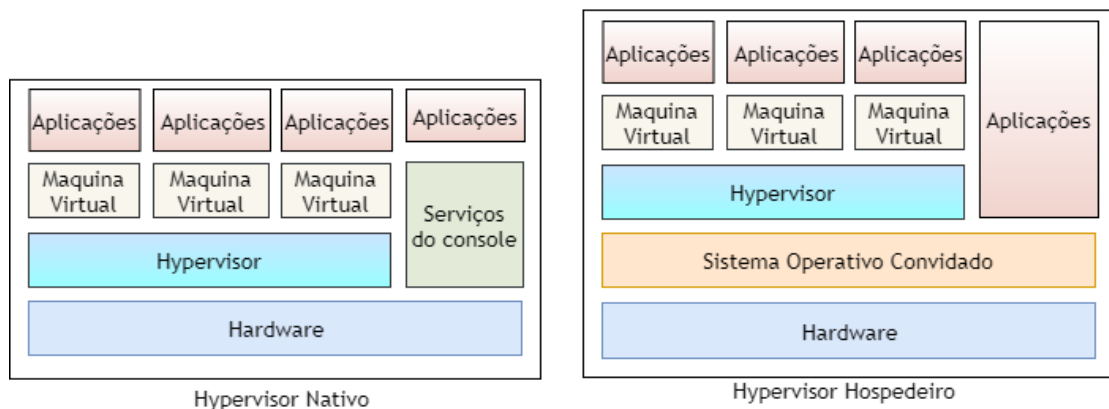 Aplicações Aplicações Aplicações Aplicações
Maquina Virtual Maquina Virtual Maquina Virtual
Serviços do console
Hypervisor
Hardware
Hypervisor Nativo
Aplicações Aplicações Aplicações
Aplicações
Maquina Virtual Maquina Virtual Maquina Virtual
Hypervisor
Sistema Operativo Convidado
Hardware
Hypervisor Hospedeiro